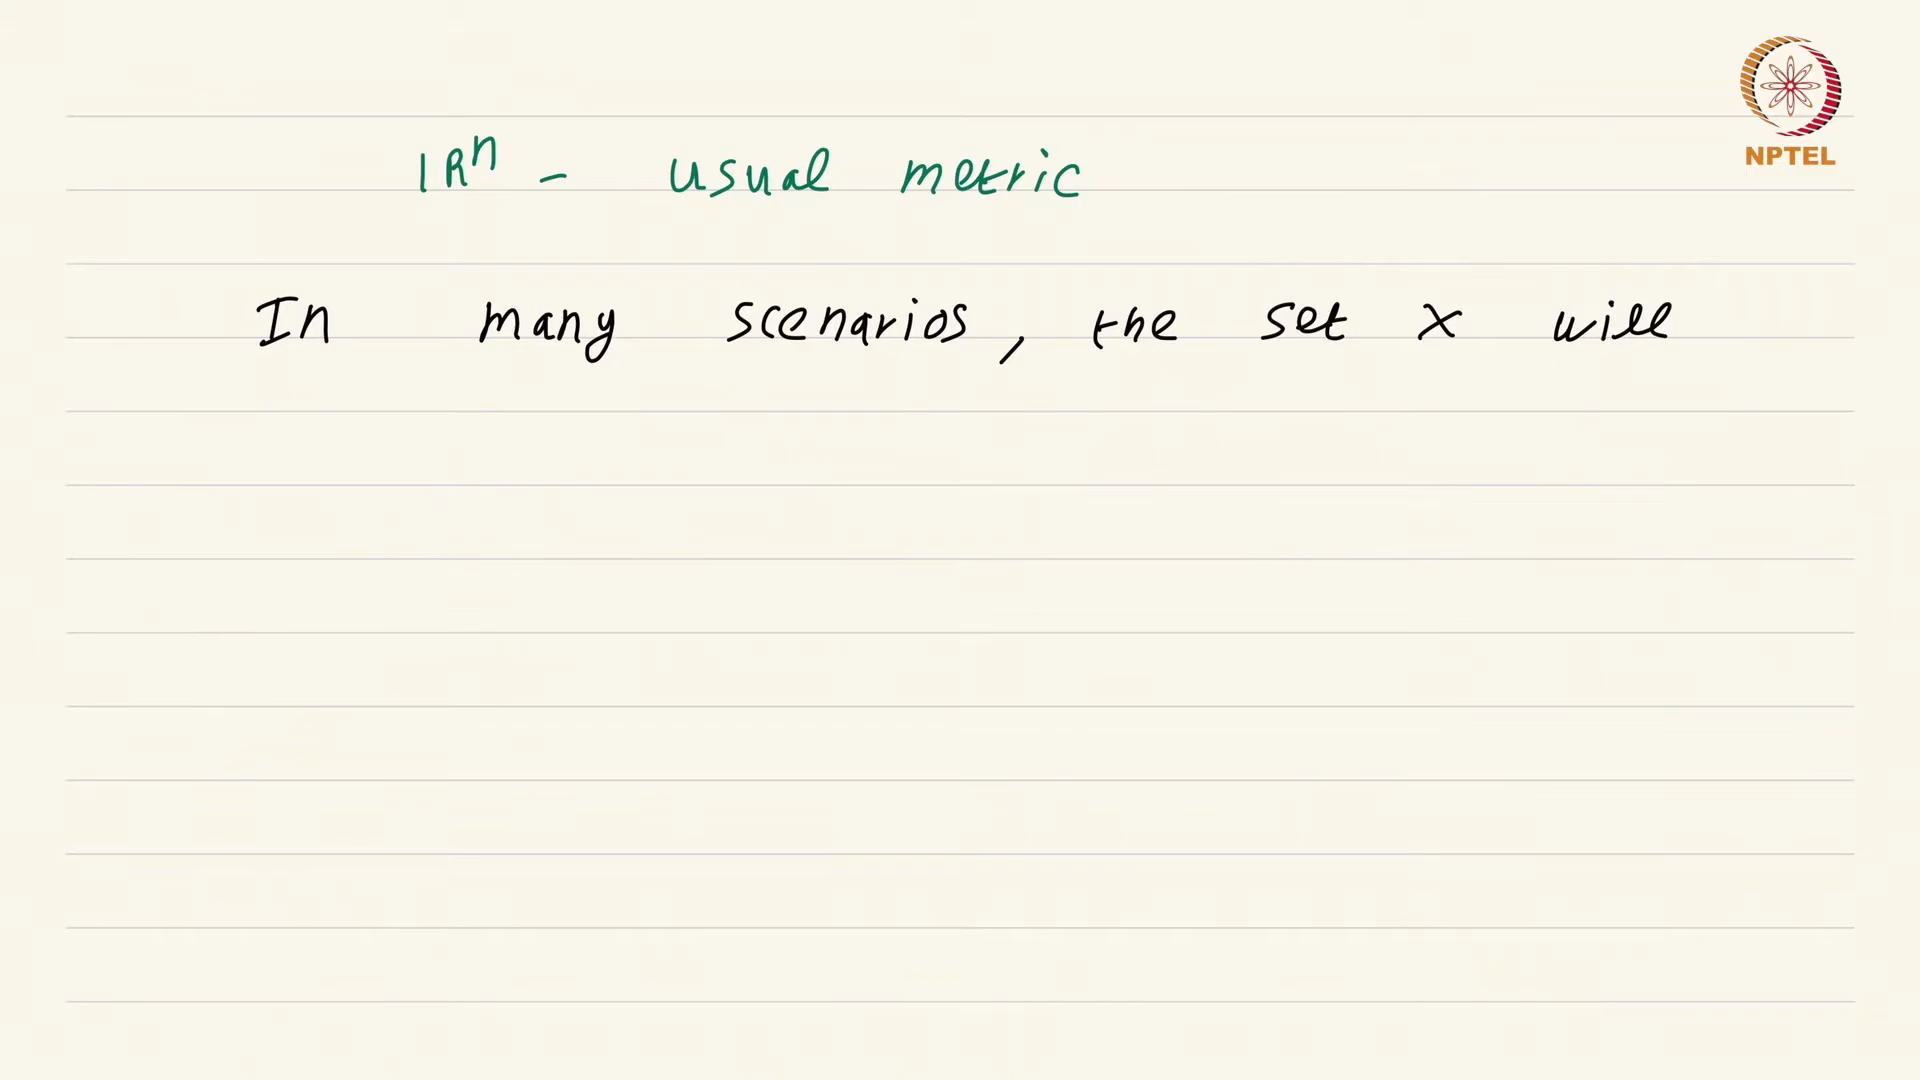 ℝⁿ - usual metric
NPTEL
In many scenarios, the set X will